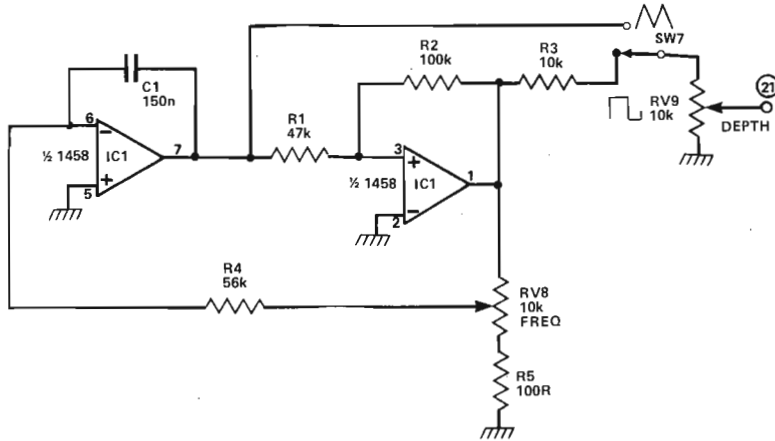 SW7
R2
100k
R3
10k
C1
150n
21
RV9
10k
DEPTH
R1
47k
6
−
½ 1458
IC1
7
+
5
3
+
½ 1458
IC1
1
−
2
R4
56k
RV8
10k
FREQ
R5
100R